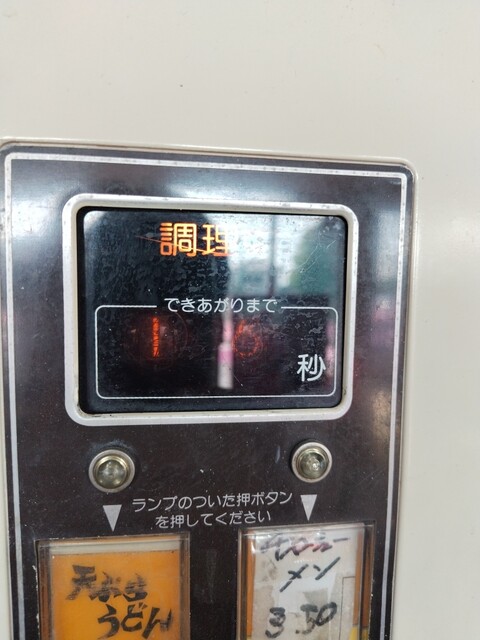 調理
できあがりまで
秒
ランプのついた押ボタン
を押してください
天ぷら
うどん
メン
350